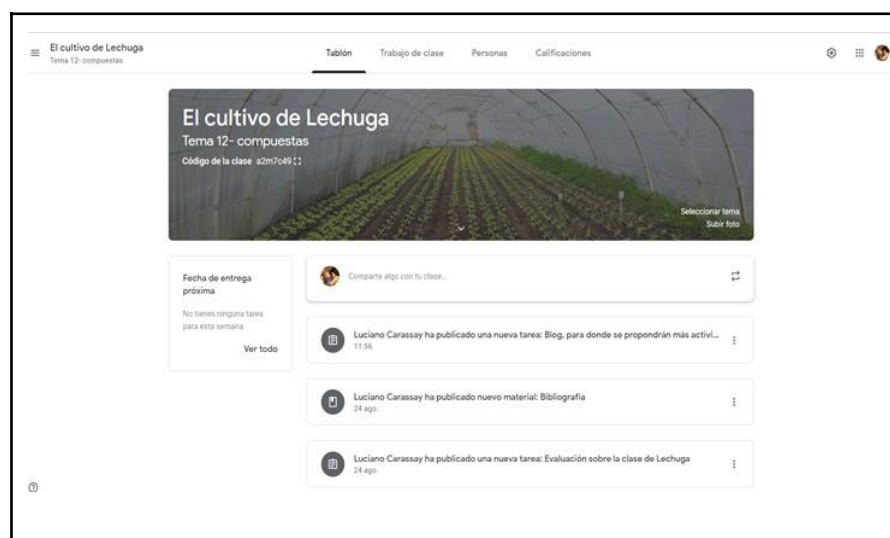 El cultivo de Lechuga
Tema 12- compuestas
Tablón Trabajo de clase Personas Calificaciones
El cultivo de Lechuga
Tema 12- compuestas
Código de la clase a2m7c49
Seleccionar tema
Subir foto
Fecha de entrega
próxima
No tienes ninguna tarea
para esta semana
Ver todo
Comparte algo con tu clase...
Luciano Carassay ha publicado una nueva tarea: Blog, para donde se propondrán más activi...
11:56
Luciano Carassay ha publicado nuevo material: Bibliografia
24 ago.
Luciano Carassay ha publicado una nueva tarea: Evaluación sobre la clase de Lechuga
24 ago.